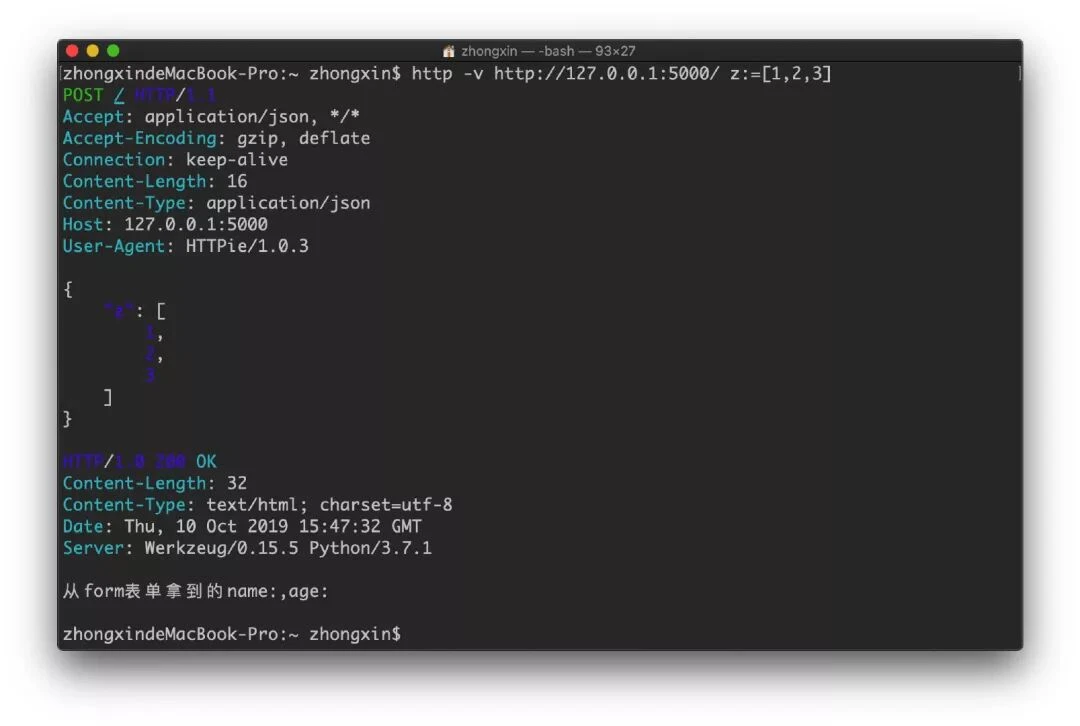 zhongxin — -bash — 93×27
[zhongxindeMacBook-Pro:~ zhongxin$ http -v http://127.0.0.1:5000/ z:=[1,2,3]                  ]
POST / HTTP/1.1
Accept: application/json, */*
Accept-Encoding: gzip, deflate
Connection: keep-alive
Content-Length: 16
Content-Type: application/json
Host: 127.0.0.1:5000
User-Agent: HTTPie/1.0.3
{
"z": [
1,
2,
3
]
}
HTTP/1.0 200 OK
Content-Length: 32
Content-Type: text/html; charset=utf-8
Date: Thu, 10 Oct 2019 15:47:32 GMT
Server: Werkzeug/0.15.5 Python/3.7.1
从form表单拿到的name:,age:
zhongxindeMacBook-Pro:~ zhongxin$